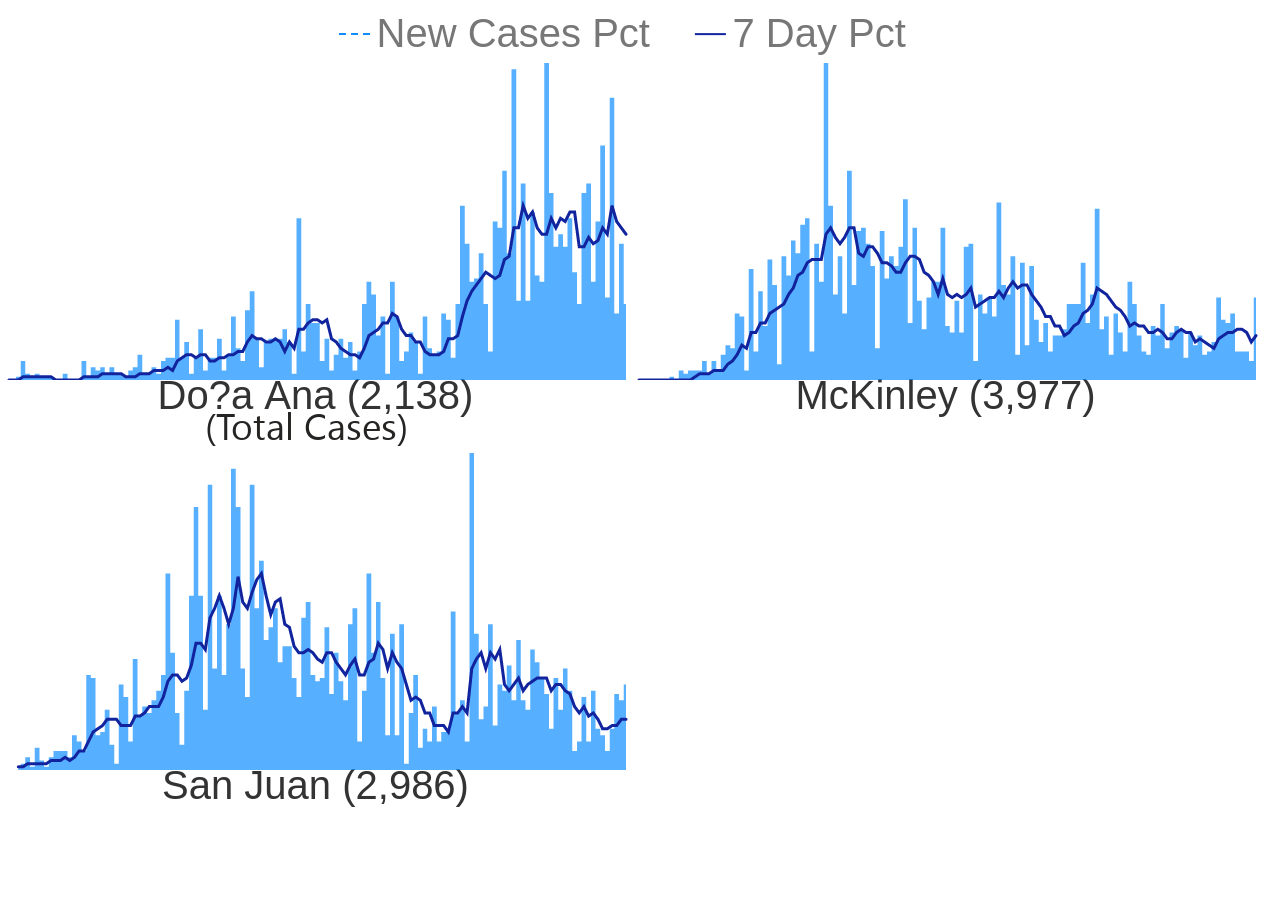 New Cases Pct 7 Day Pct
Do?a Ana (2,138) McKinley (3,977)
(Total Cases)
San Juan (2,986)